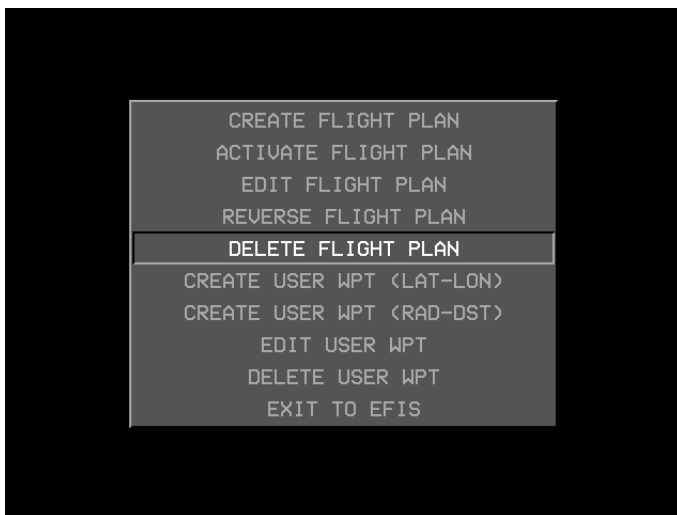 CREATE FLIGHT PLAN
ACTIVATE FLIGHT PLAN
EDIT FLIGHT PLAN
REVERSE FLIGHT PLAN
DELETE FLIGHT PLAN
CREATE USER WPT (LAT-LON)
CREATE USER WPT (RAD-DST)
EDIT USER WPT
DELETE USER WPT
EXIT TO EFIS